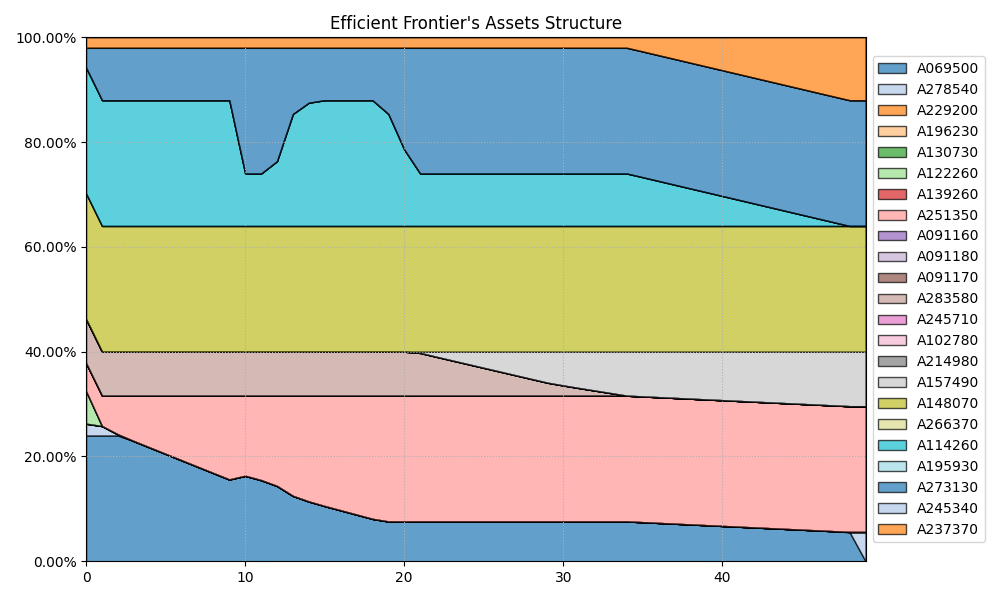 Efficient Frontier's Assets Structure
100.00%
80.00%
60.00%
40.00%
20.00%
0.00%
0 10 20 30 40
A069500
A278540
A229200
A196230
A130730
A122260
A139260
A251350
A091160
A091180
A091170
A283580
A245710
A102780
A214980
A157490
A148070
A266370
A114260
A195930
A273130
A245340
A237370